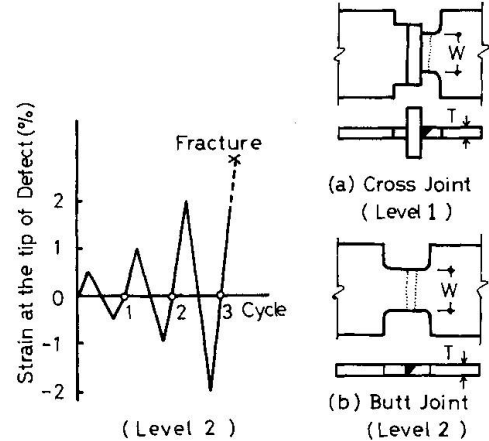 Strain at the tip of Defect (%)
Fracture
2
1
0
-1
-2
1
2
3
Cycle
( Level 2 )
W
T
(a) Cross Joint
( Level 1 )
W
T
(b) Butt Joint
(Level 2)